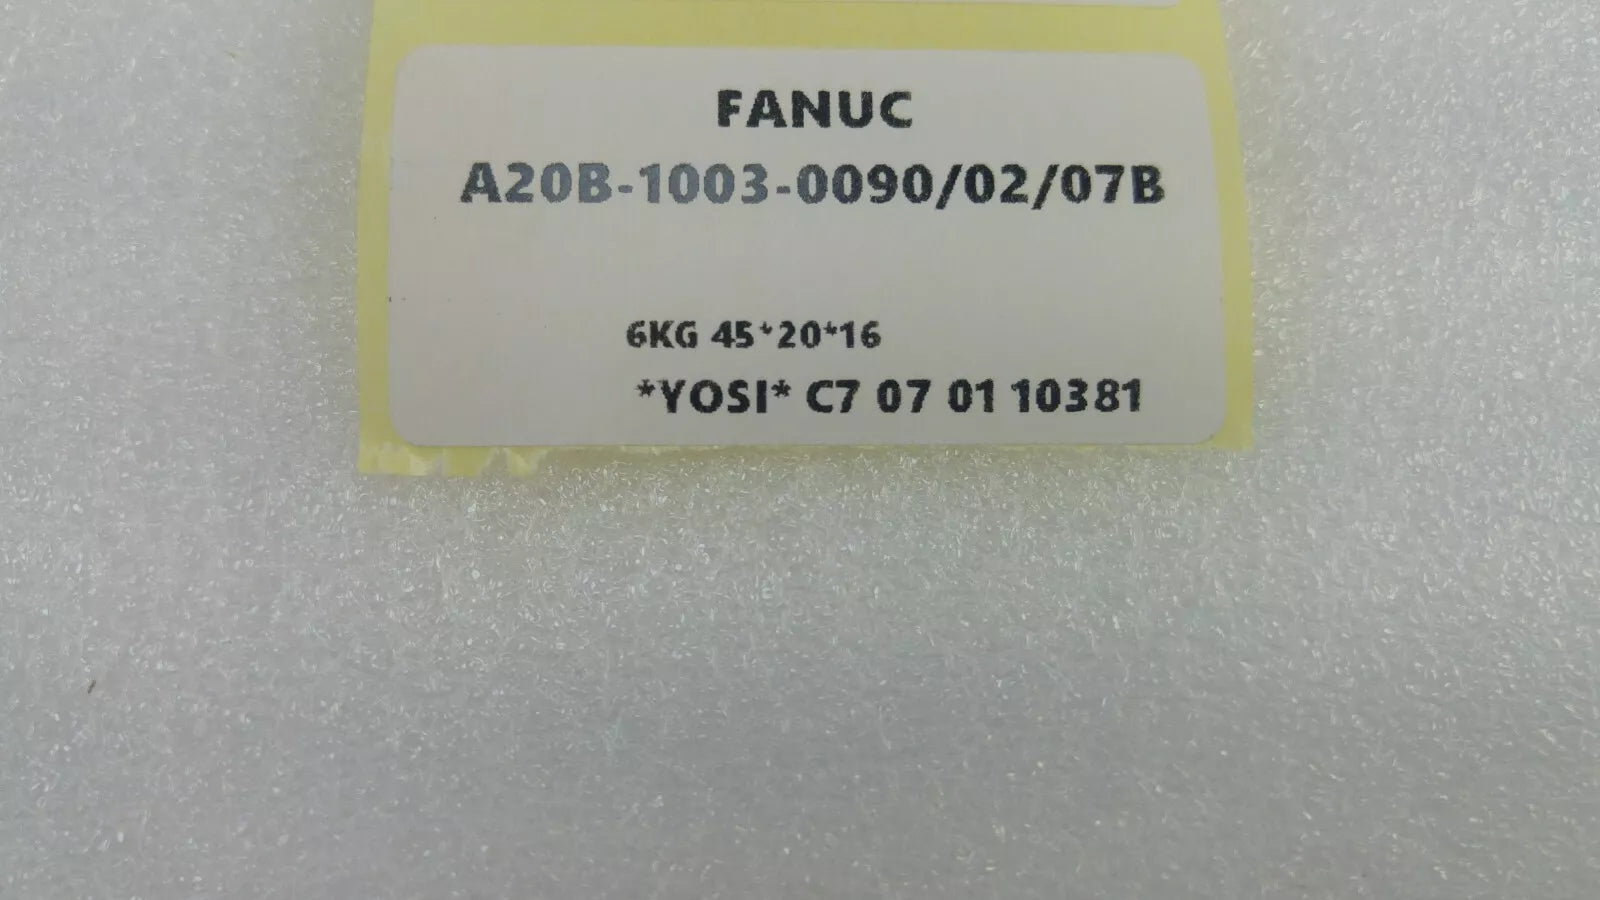 FANUC
A20B-1003-0090/02/07B
6KG 45*20*16
*YOSI* C7 07 01 10381